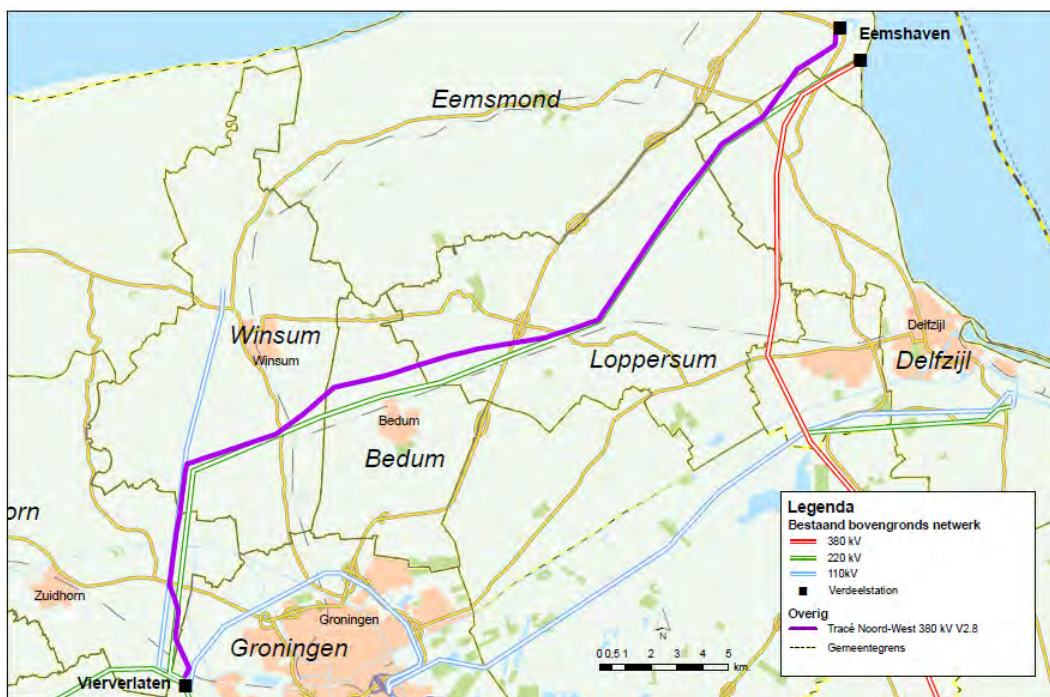 Eemshaven
Eemsmond
Winsum
Winsum
Delfzijl
Loppersum
Delfzijl
Bedum
Bedum
orn
Zuidhorn
Groningen
Groningen
Vierverlaten
N
0 0,5 1 2 3 4 5
km.
Legenda
Bestaand bovengronds netwerk
380 kV
220 kV
110kV
Verdeelstation
Overig
Tracé Noord-West 380 kV V2.8
Gemeentegrens